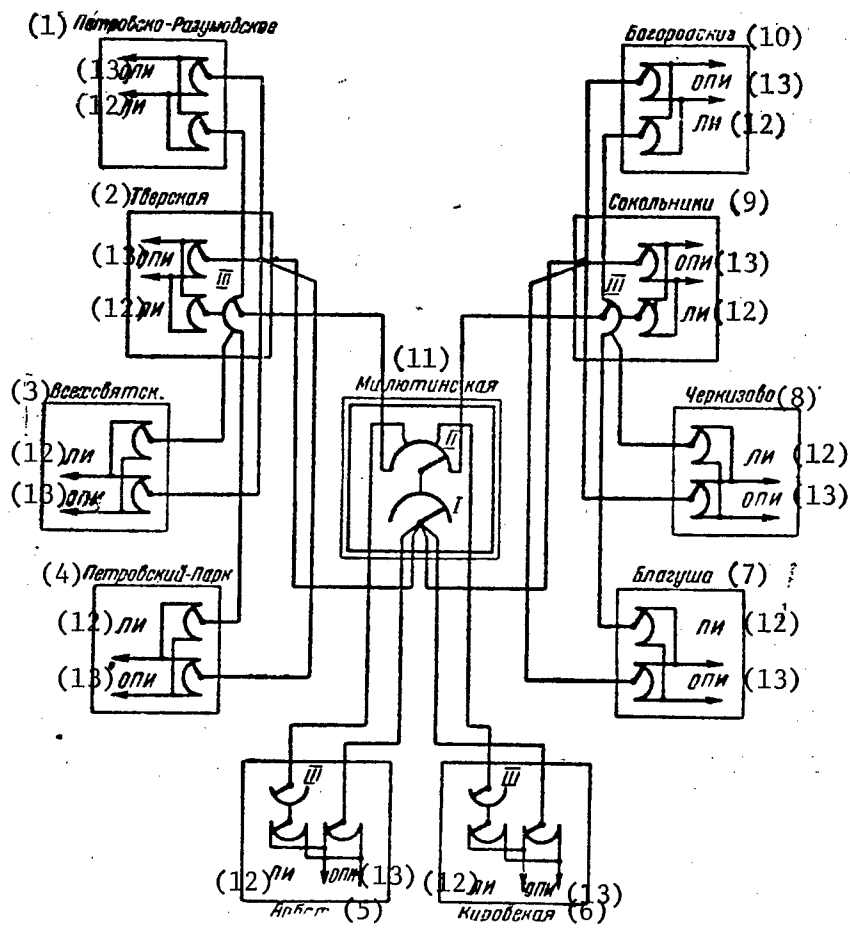 (1) Петровско-Разумовское
(13) ОПИ
(12) ЛИ
(2) Тверская
(13) ОПИ
III
(12) ЛИ
(3) Всехсвятск.
(12) ЛИ
(13) ОПИ
(4) Петровский-Парк
(12) ЛИ
(13) ОПИ
(11)
Милютинская
II
I
(10)
ОПИ (13)
ЛИ (12)
Сокольники (9)
ОПИ (13)
III
ЛИ (12)
Черкизово (8)
ЛИ (12)
ОПИ (13)
Благуша (7)
ЛИ (12)
ОПИ (13)
III
(12) ЛИ ОПИ (13)
(5)
III
(12) ЛИ ОПИ (13)
Кировская (6)